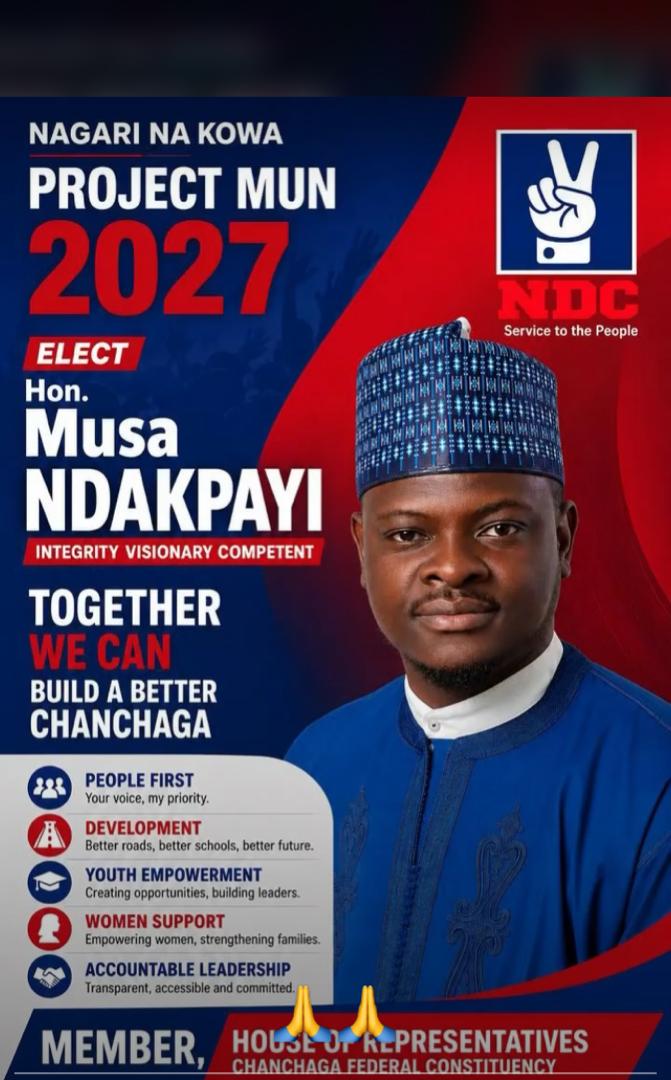 NAGARI NA KOWA
PROJECT MUN
2027
NDC
Service to the People
ELECT
Hon.
Musa
NDAKPAYI
INTEGRITY VISIONARY COMPETENT
TOGETHER
WE CAN
BUILD A BETTER
CHANCHAGA
PEOPLE FIRST
Your voice, my priority.
DEVELOPMENT
Better roads, better schools, better future.
YOUTH EMPOWERMENT
Creating opportunities, building leaders.
WOMEN SUPPORT
Empowering women, strengthening families.
ACCOUNTABLE LEADERSHIP
Transparent, accessible and committed.
🙏🙏
MEMBER, HOUSE OF REPRESENTATIVES
CHANCHAGA FEDERAL CONSTITUENCY